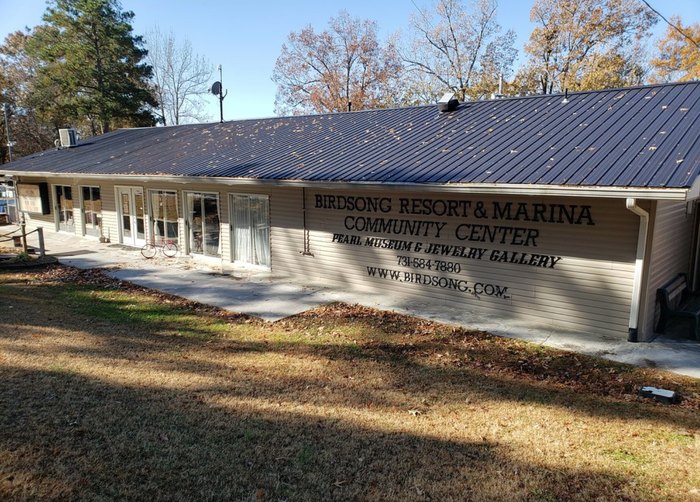 BIRDSONG RESORT & MARINA
COMMUNITY CENTER
PEARL MUSEUM & JEWELRY GALLERY
731-584-7880
WWW.BIRDSONG.COM